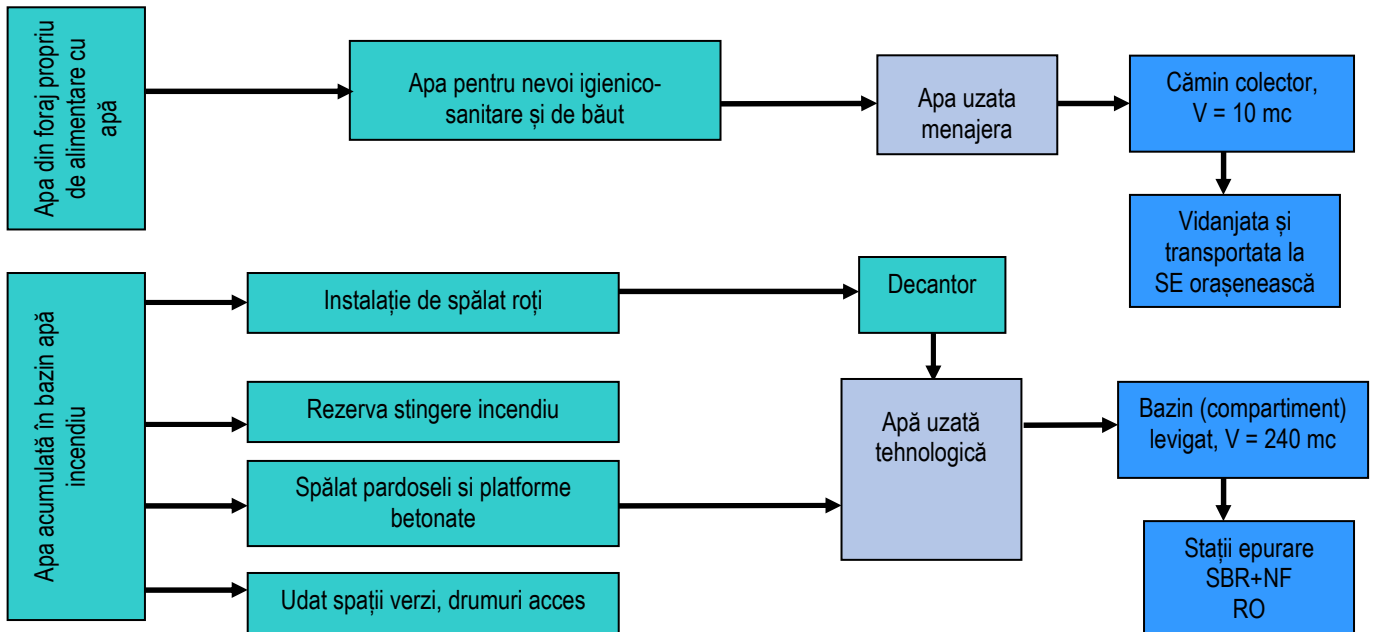 Apa din foraj propriu
de alimentare cu
apă
Apa pentru nevoi igienico-
sanitare și de băut
Apa uzata
menajera
Cămin colector,
V = 10 mc
Vidanjata și
transportata la
SE orașenească
Apa acumulată în bazin apă
incendiu
Instalație de spălat roți
Decantor
Rezerva stingere incendiu
Apă uzată
tehnologică
Bazin (compartiment)
levigat, V = 240 mc
Spălat pardoseli si platforme
betonate
Stații epurare
SBR+NF
RO
Udat spații verzi, drumuri acces